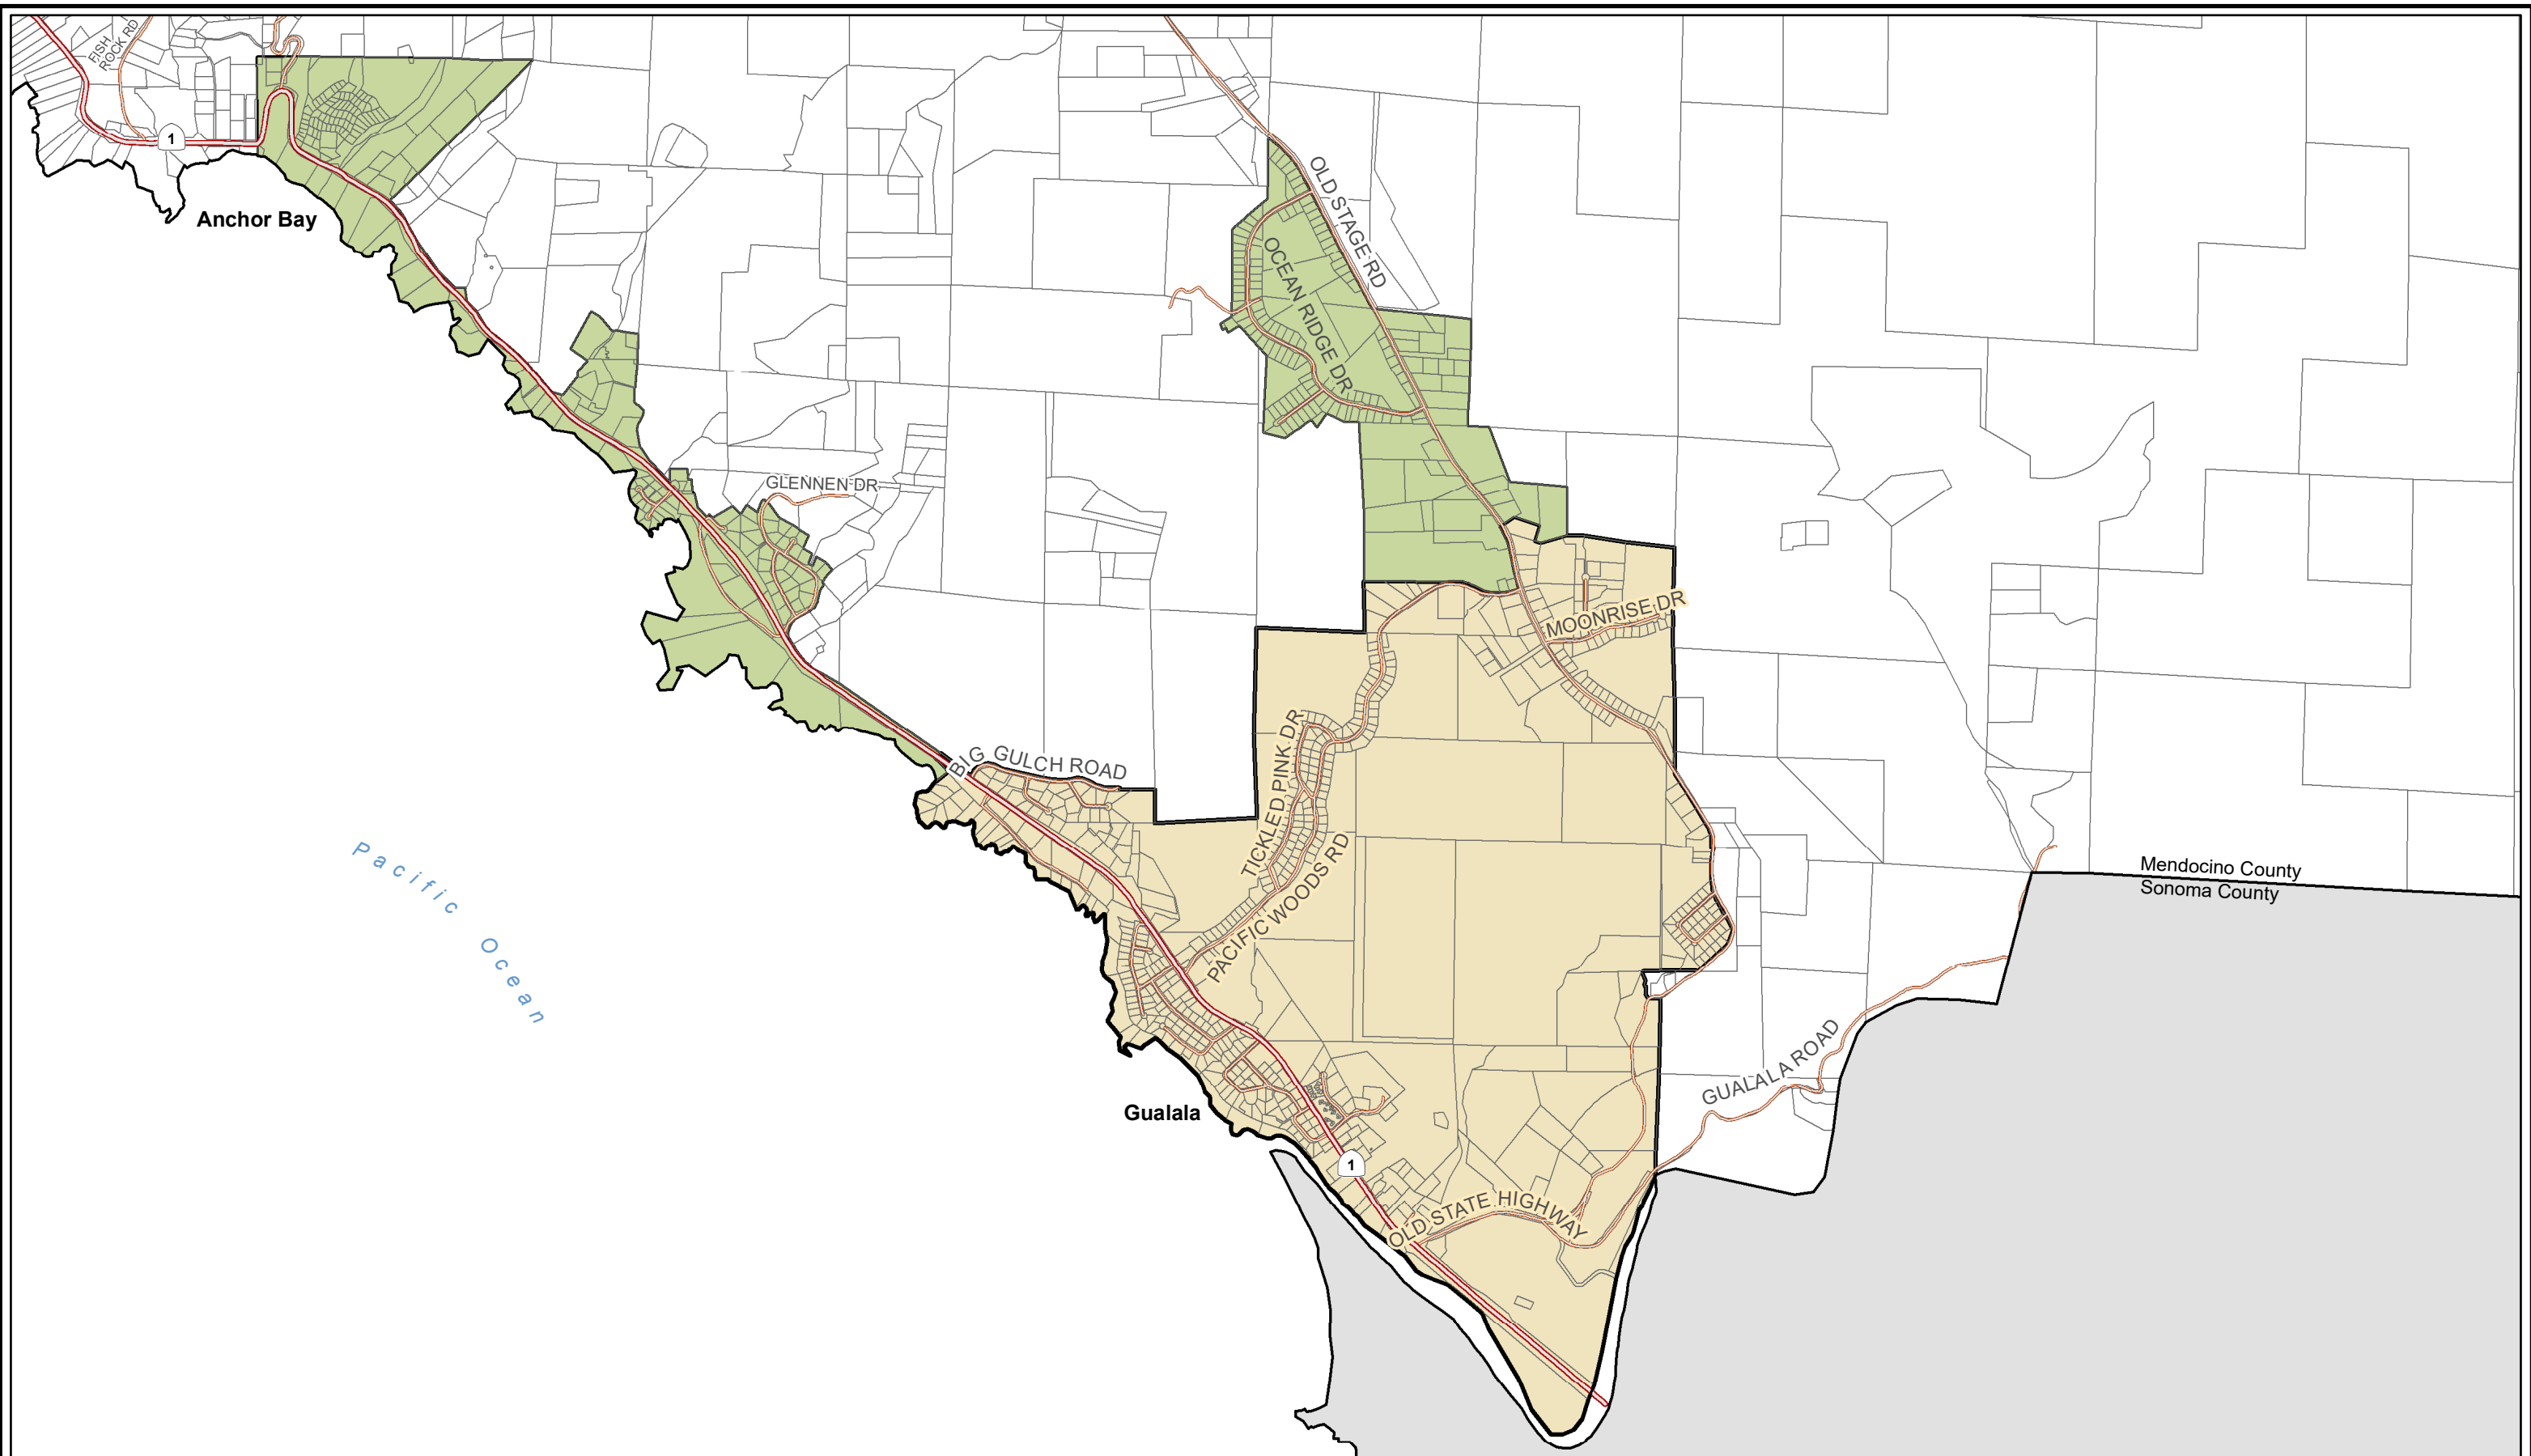 FISH
ROCK RD
1
Anchor Bay
OLD STAGE RD
OCEAN RIDGE DR
GLENNEN DR
MOONRISE DR
BIG GULCH ROAD
TICKLED PINK DR
PACIFIC WOODS RD
Pacific Ocean
Mendocino County
Sonoma County
GUALALA ROAD
Gualala
1
OLD STATE HIGHWAY